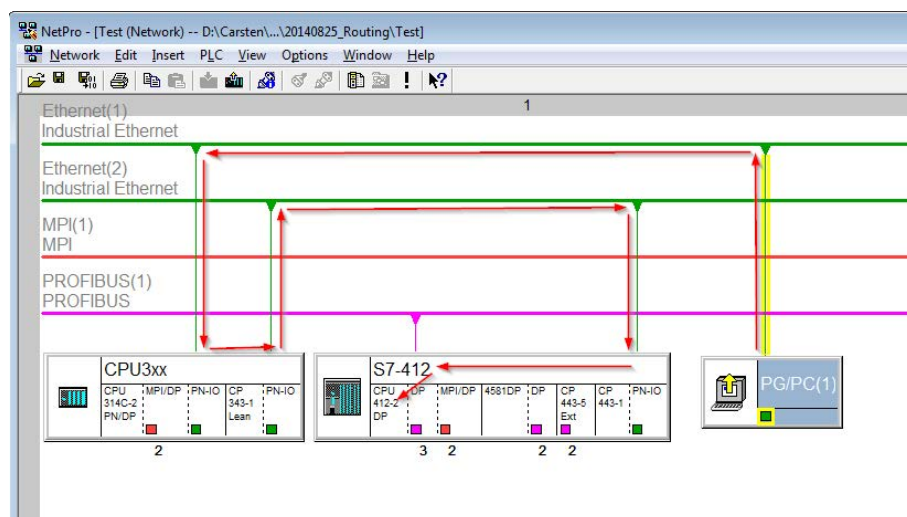 NetPro - [Test (Network) -- D:\Carsten\...\20140825_Routing\Test]
Network Edit Insert PLC View Options Window Help
1
Ethernet(1)
Industrial Ethernet
Ethernet(2)
Industrial Ethernet
MPI(1)
MPI
PROFIBUS(1)
PROFIBUS
CPU3xx
CPU 314C-2 PN/DP
MPI/DP
PN-IO
CP 343-1 Lean
PN-IO
2
S7-412
CPU 412-2 DP
DP
MPI/DP
4581DP
DP
CP 443-5 Ext
CP 443-1
PN-IO
3 2 2 2
PG/PC(1)